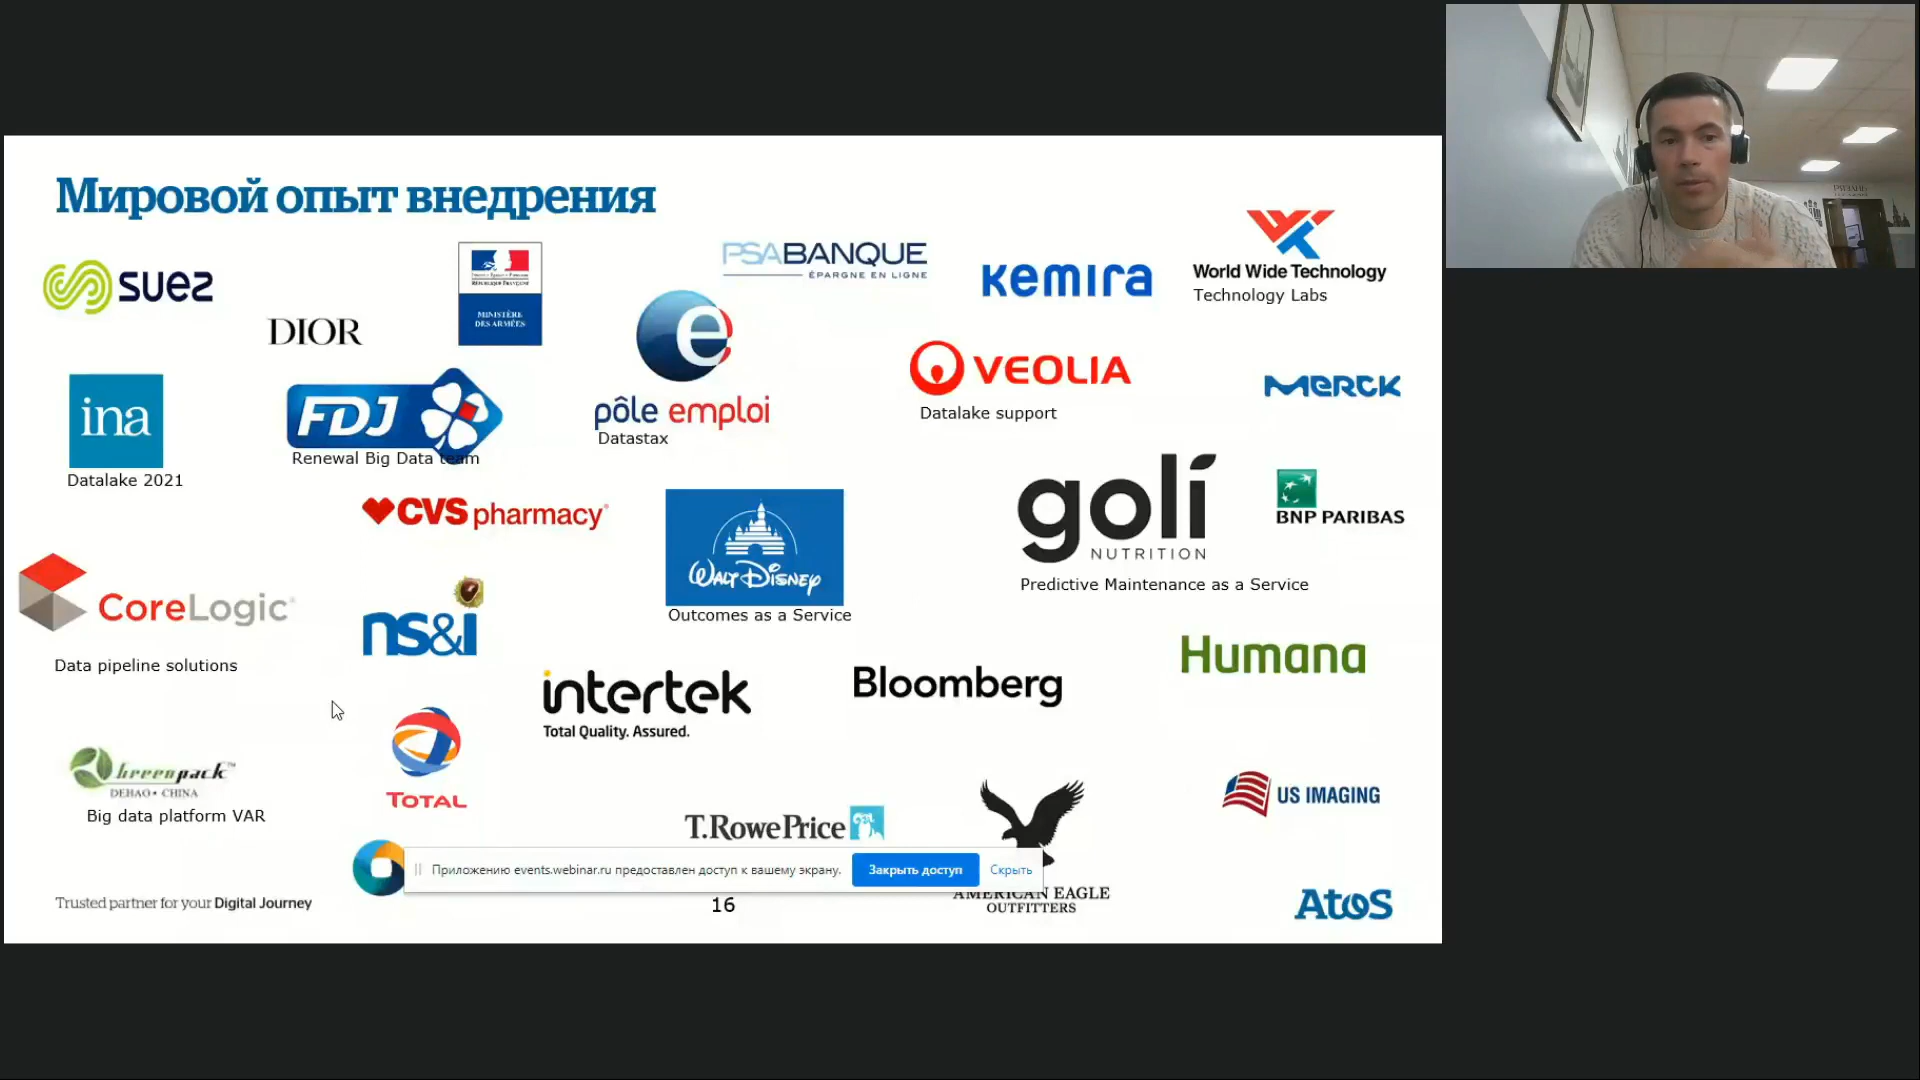 Мировой опыт внедрения
suez
DIOR
RÉPUBLIQUE FRANÇAISE
MINISTÈRE
DES ARMÉES
PSABANQUE
ÉPARGNE EN LIGNE
kemira
World Wide Technology
Technology Labs
ina
Datalake 2021
FDJ
Renewal Big Data team
e
pôle emploi
Datastax
VEOLIA
Datalake support
MERCK
CVS pharmacy
WALT DISNEY
Outcomes as a Service
goli
NUTRITION
Predictive Maintenance as a Service
BNP PARIBAS
CoreLogic
Data pipeline solutions
ns&i
intertek
Total Quality. Assured.
Bloomberg
Humana
Greenpack™
DEHAO • CHINA
Big data platform VAR
TOTAL
T.RowePrice
US IMAGING
Приложению events.webinar.ru предоставлен доступ к вашему экрану.
Закрыть доступ
Скрыть
AMERICAN EAGLE
OUTFITTERS
Trusted partner for your Digital Journey
16
Atos
РЯЗАНЬ